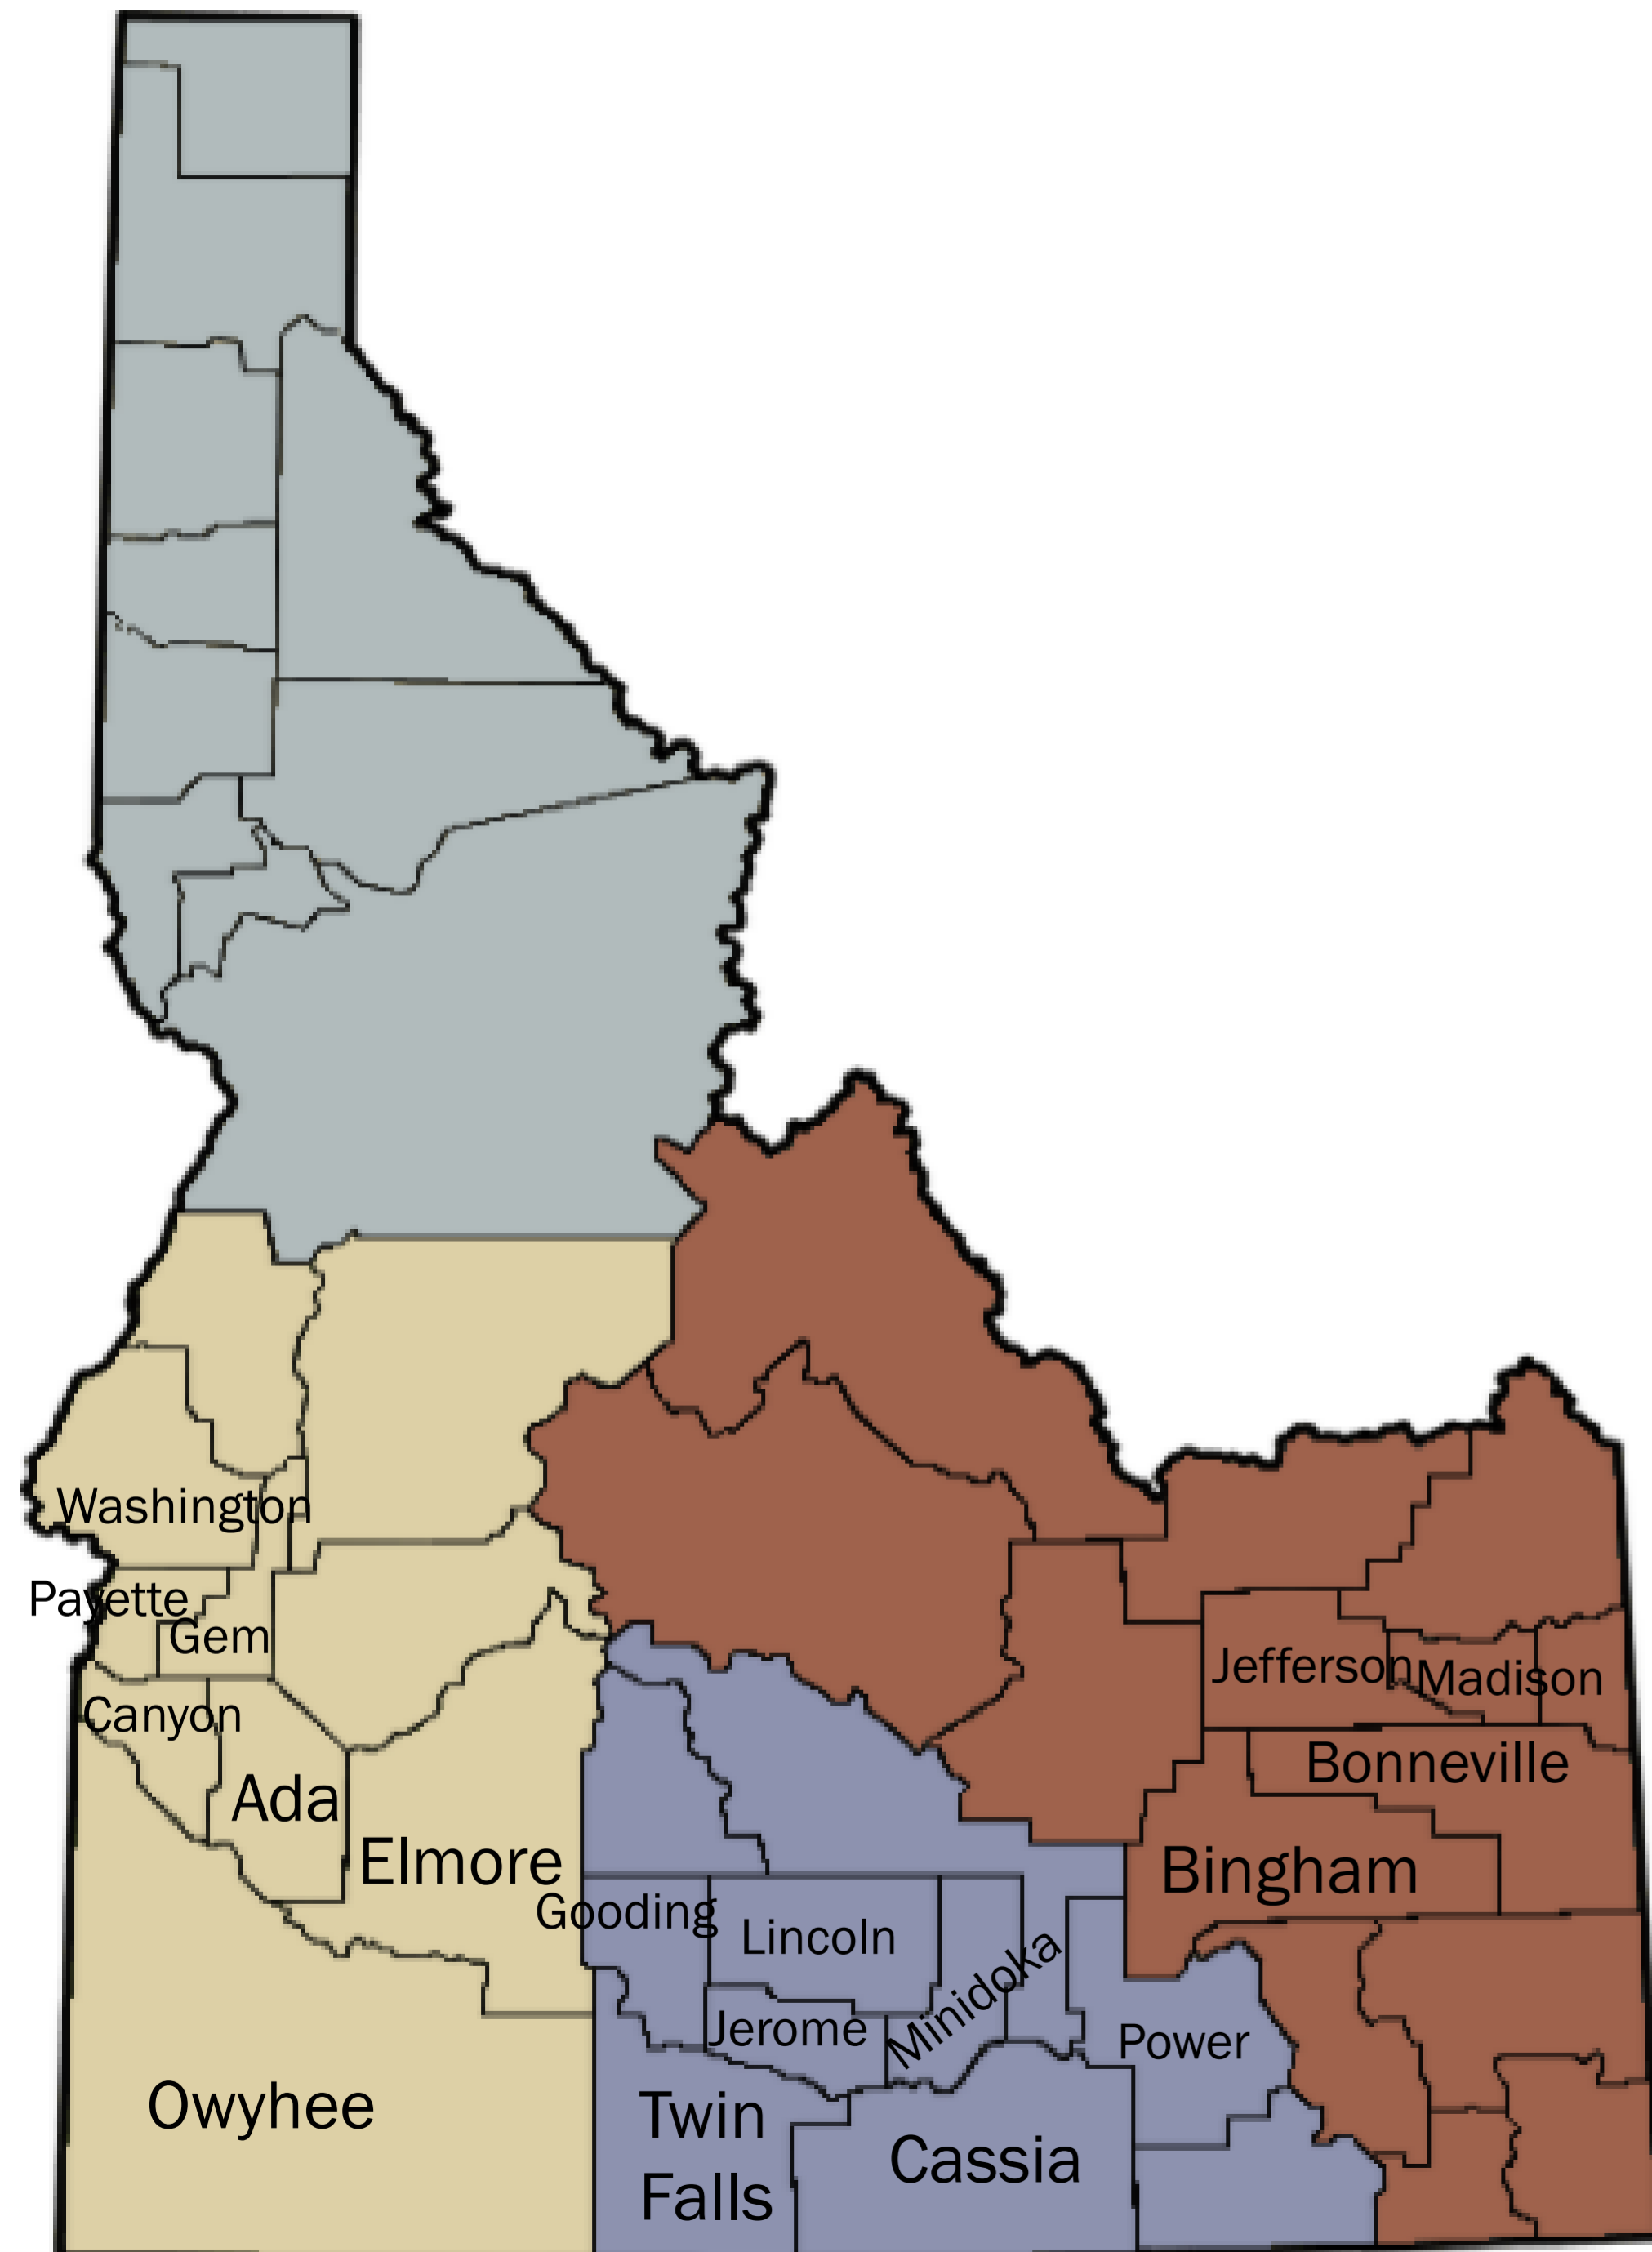 Washington
Payette
Gem
Jefferson
Madison
Canyon
Bonneville
Ada
Elmore
Bingham
Gooding
Lincoln
Minidoka
Jerome
Power
Owyhee
Twin
Falls
Cassia